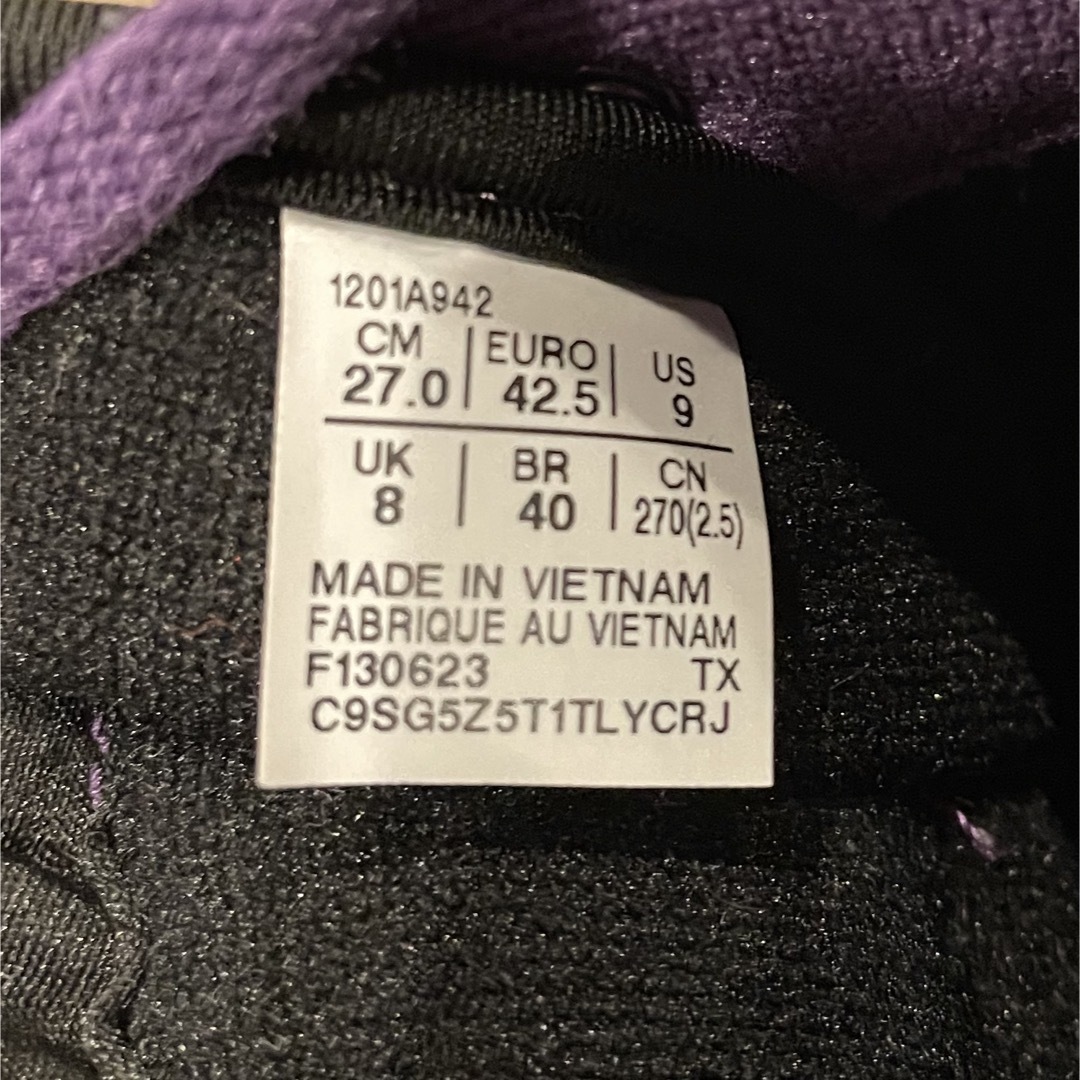 1201A942
CM | EURO | US
27.0 | 42.5 | 9
UK | BR | CN
8 | 40 | 270(2.5)
MADE IN VIETNAM
FABRIQUE AU VIETNAM
F130623 TX
C9SG5Z5T1TLYCRJ